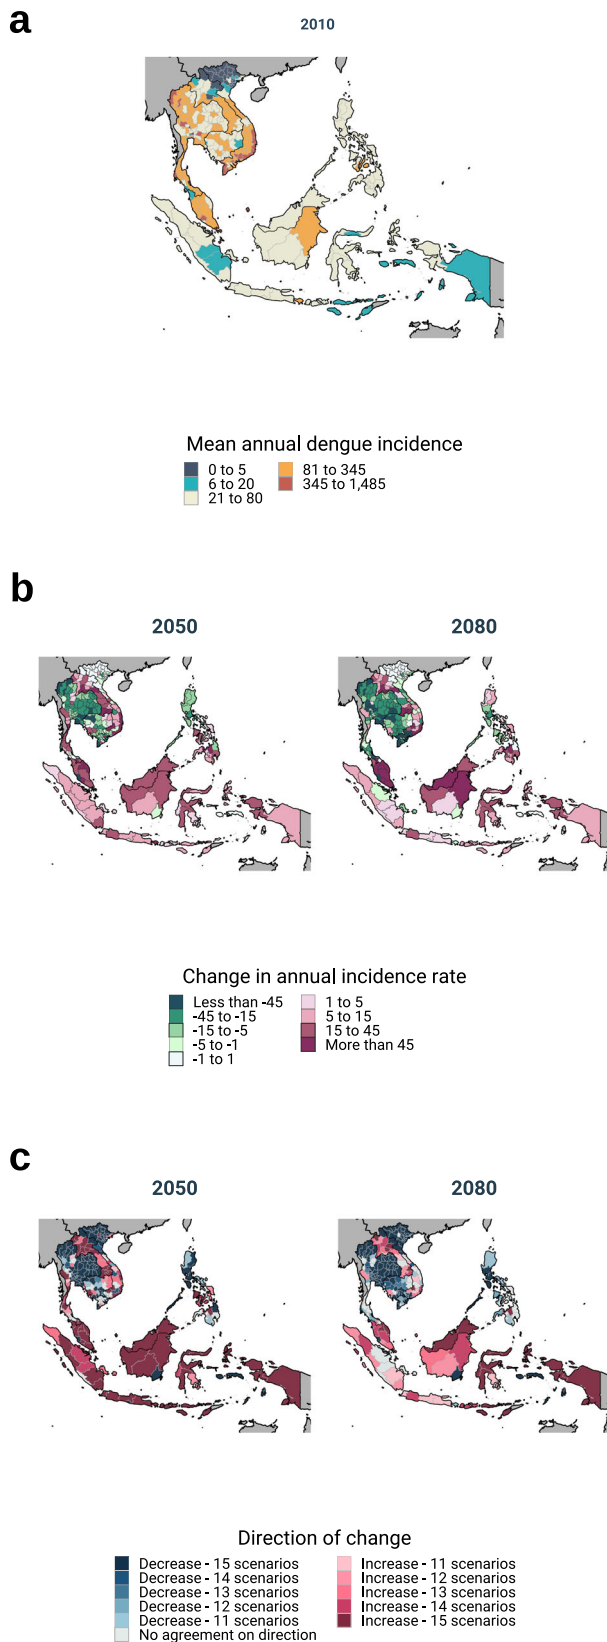 a
2010
Mean annual dengue incidence
0 to 5
81 to 345
6 to 20
345 to 1,485
21 to 80
b
2050
2080
Change in annual incidence rate
Less than -45
1 to 5
-45 to -15
5 to 15
-15 to -5
15 to 45
-5 to -1
More than 45
-1 to 1
c
2050
2080
Direction of change
Decrease - 15 scenarios
Increase - 11 scenarios
Decrease - 14 scenarios
Increase - 12 scenarios
Decrease - 13 scenarios
Increase - 13 scenarios
Decrease - 12 scenarios
Increase - 14 scenarios
Decrease - 11 scenarios
Increase - 15 scenarios
No agreement on direction